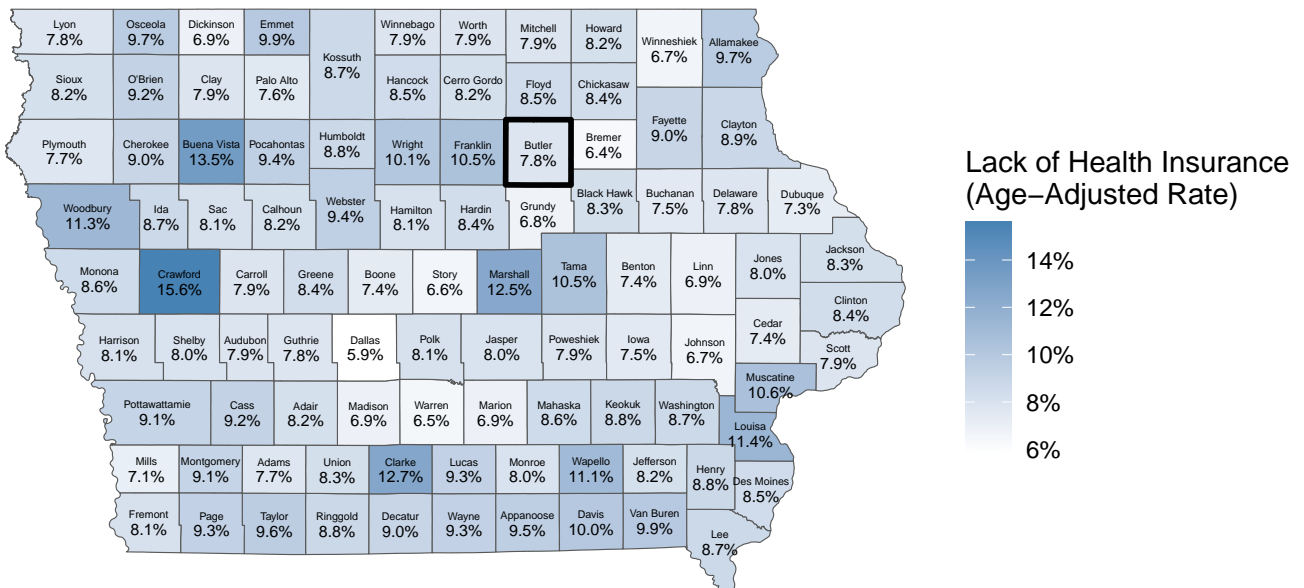 Lyon
7.8%
Osceola
9.7%
Dickinson
6.9%
Emmet
9.9%
Kossuth
8.7%
Winnebago
7.9%
Worth
7.9%
Mitchell
7.9%
Howard
8.2%
Winneshiek
6.7%
Allamakee
9.7%
Sioux
8.2%
O'Brien
9.2%
Clay
7.9%
Palo Alto
7.6%
Hancock
8.5%
Cerro Gordo
8.2%
Floyd
8.5%
Chickasaw
8.4%
Fayette
9.0%
Clayton
8.9%
Plymouth
7.7%
Cherokee
9.0%
Buena Vista
13.5%
Pocahontas
9.4%
Humboldt
8.8%
Wright
10.1%
Franklin
10.5%
Butler
7.8%
Bremer
6.4%
Woodbury
11.3%
Ida
8.7%
Sac
8.1%
Calhoun
8.2%
Webster
9.4%
Hamilton
8.1%
Hardin
8.4%
Grundy
6.8%
Black Hawk
8.3%
Buchanan
7.5%
Delaware
7.8%
Dubuque
7.3%
Monona
8.6%
Crawford
15.6%
Carroll
7.9%
Greene
8.4%
Boone
7.4%
Story
6.6%
Marshall
12.5%
Tama
10.5%
Benton
7.4%
Linn
6.9%
Jones
8.0%
Jackson
8.3%
Clinton
8.4%
Harrison
8.1%
Shelby
8.0%
Audubon
7.9%
Guthrie
7.8%
Dallas
5.9%
Polk
8.1%
Jasper
8.0%
Poweshiek
7.9%
Iowa
7.5%
Johnson
6.7%
Cedar
7.4%
Scott
7.9%
Muscatine
10.6%
Pottawattamie
9.1%
Cass
9.2%
Adair
8.2%
Madison
6.9%
Warren
6.5%
Marion
6.9%
Mahaska
8.6%
Keokuk
8.8%
Washington
8.7%
Louisa
11.4%
Mills
7.1%
Montgomery
9.1%
Adams
7.7%
Union
8.3%
Clarke
12.7%
Lucas
9.3%
Monroe
8.0%
Wapello
11.1%
Jefferson
8.2%
Henry
8.8%
Des Moines
8.5%
Fremont
8.1%
Page
9.3%
Taylor
9.6%
Ringgold
8.8%
Decatur
9.0%
Wayne
9.3%
Appanoose
9.5%
Davis
10.0%
Van Buren
9.9%
Lee
8.7%
Lack of Health Insurance
(Age−Adjusted Rate)
14%
12%
10%
8%
6%